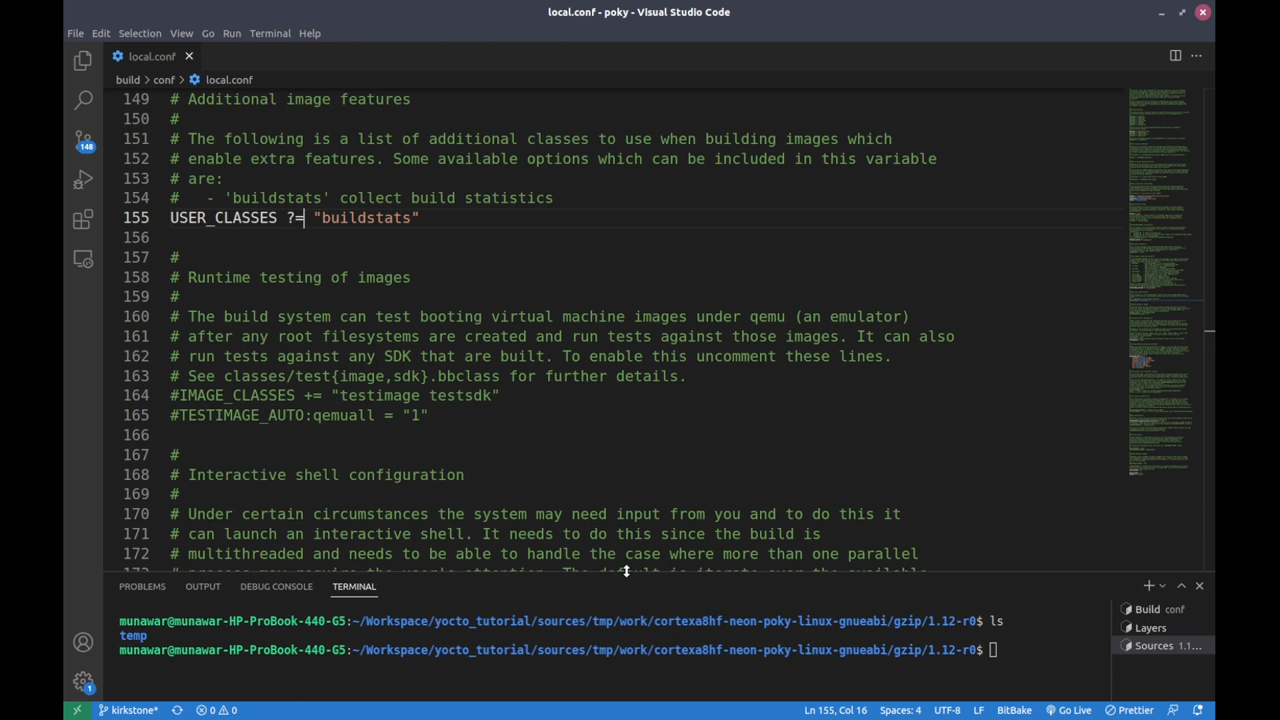 local.conf - poky - Visual Studio Code
File Edit Selection View Go Run Terminal Help
local.conf
build > conf > local.conf
149 # Additional image features
150 #
151 # The following is a list of additional classes to use when building images which
152 # enable extra features. Some available options which can be included in this variable
153 # are:
154 #   - 'buildstats' collect build statistics
155 USER_CLASSES ?= "buildstats"
156
157 #
158 # Runtime testing of images
159 #
160 # The build system can test booting virtual machine images under qemu (an emulator)
161 # after any root filesystems are created and run tests against those images. It can also
162 # run tests against any SDK that are built. To enable this uncomment these lines.
163 # See classes/test{image,sdk}.bbclass for further details.
164 #IMAGE_CLASSES += "testimage testsdk"
165 #TESTIMAGE_AUTO:qemuall = "1"
166
167 #
168 # Interactive shell configuration
169 #
170 # Under certain circumstances the system may need input from you and to do this it
171 # can launch an interactive shell. It needs to do this since the build is
172 # multithreaded and needs to be able to handle the case where more than one parallel
148
PROBLEMS OUTPUT DEBUG CONSOLE TERMINAL
munawar@munawar-HP-ProBook-440-G5:~/Workspace/yocto_tutorial/sources/tmp/work/cortexa8hf-neon-poky-linux-gnueabi/gzip/1.12-r0$ ls
temp
munawar@munawar-HP-ProBook-440-G5:~/Workspace/yocto_tutorial/sources/tmp/work/cortexa8hf-neon-poky-linux-gnueabi/gzip/1.12-r0$
Build conf
Layers
Sources 1.1...
1
kirkstone* 0 0 Ln 155, Col 16 Spaces: 4 UTF-8 LF BitBake Go Live Prettier